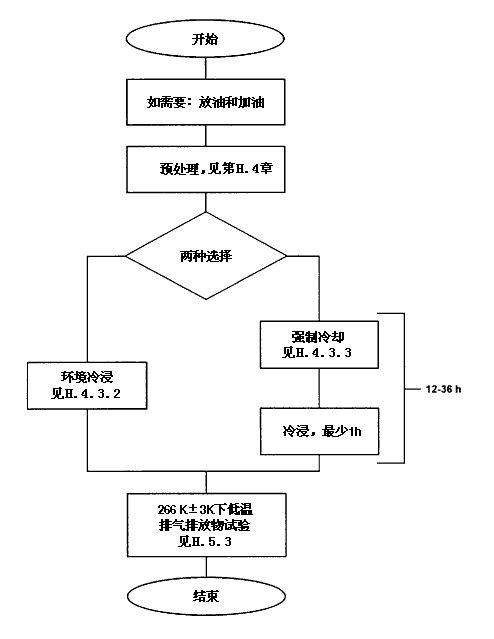 开始
如需要：放油和加油
预处理,见第H.4章
两种选择
强制冷却
见H.4.3.3
环境冷浸
见H.4.3.2
12-36 h
冷浸，最少1h
266 K±3K下低温
排气排放物试验
见H.5.3
结束